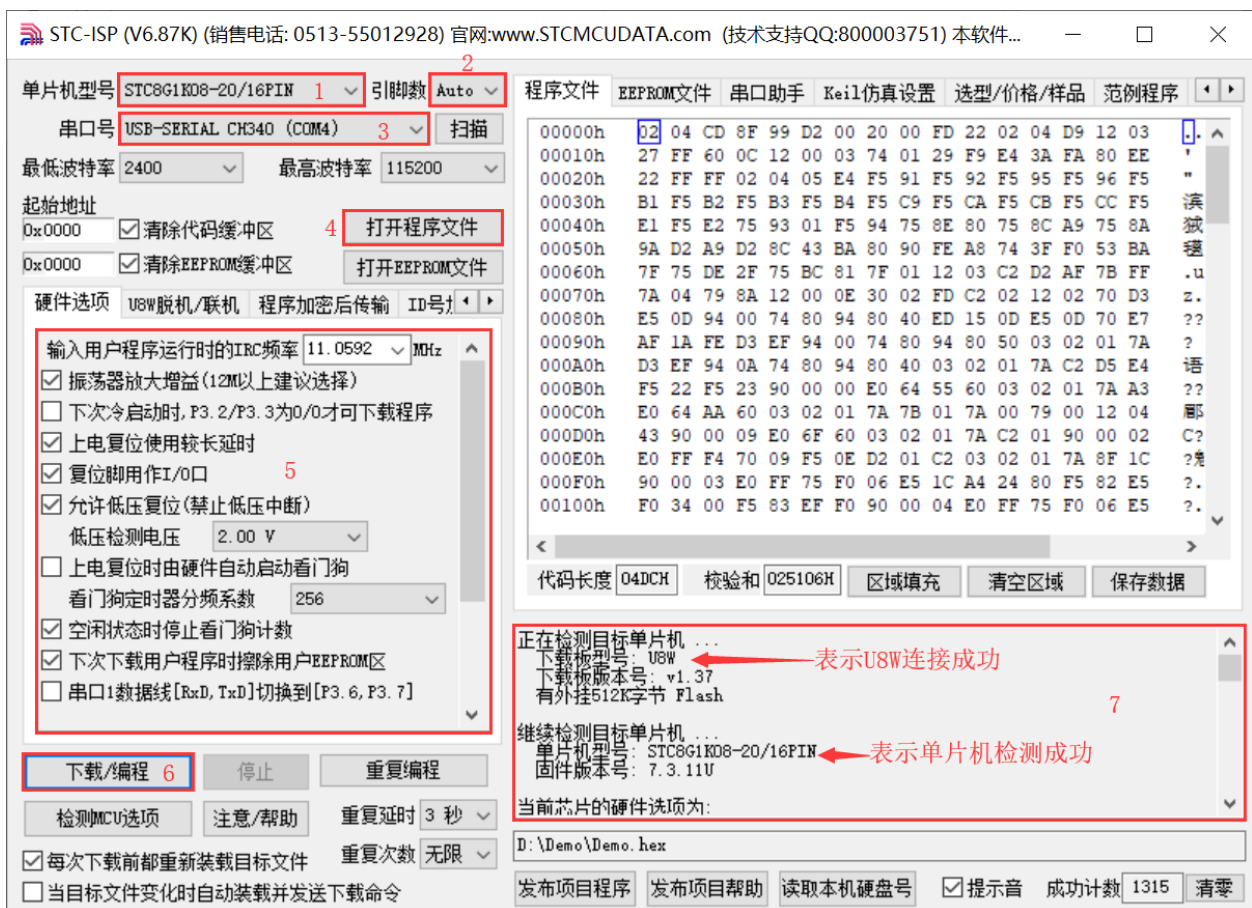 STC-ISP (V6.87K) (销售电话: 0513-55012928) 官网:www.STCMCUDATA.com (技术支持QQ:800003751) 本软件...
单片机型号 STC8G1K08-20/16PIN 1 引脚数 Auto 2
串口号 USB-SERIAL CH340 (COM4) 3 扫描
最低波特率 2400 最高波特率 115200
起始地址
0x0000 清除代码缓冲区 4 打开程序文件
0x0000 清除EEPROM缓冲区 打开EEPROM文件
硬件选项 U8W脱机/联机 程序加密后传输 ID号
输入用户程序运行时的IRC频率 11.0592 MHz
振荡器放大增益(12M以上建议选择)
下次冷启动时,P3.2/P3.3为0/0才可下载程序
上电复位使用较长延时
复位脚用作I/O口 5
允许低压复位(禁止低压中断)
低压检测电压 2.00 V
上电复位时由硬件自动启动看门狗
看门狗定时器分频系数 256
空闲状态时停止看门狗计数
下次下载用户程序时擦除用户EEPROM区
串口1数据线[RxD,TxD]切换到[P3.6,P3.7]
下载/编程 6 停止 重复编程
检测MCU选项 注意/帮助 重复延时 3 秒
每次下载前都重新装载目标文件 重复次数 无限
当目标文件变化时自动装载并发送下载命令
程序文件 EEPROM文件 串口助手 Keil仿真设置 选型/价格/样品 范例程序
00000h 02 04 CD 8F 99 D2 00 20 00 FD 22 02 04 D9 12 03 ..
00010h 27 FF 60 0C 12 00 03 74 01 29 F9 E4 3A FA 80 EE '
00020h 22 FF FF 02 04 05 E4 F5 91 F5 92 F5 95 F5 96 F5 "
00030h B1 F5 B2 F5 B3 F5 B4 F5 C9 F5 CA F5 CB F5 CC F5 滨
00040h E1 F5 E2 75 93 01 F5 94 75 8E 80 75 8C A9 75 8A
00050h 9A D2 A9 D2 8C 43 BA 80 90 FE A8 74 3F F0 53 BA
00060h 7F 75 DE 2F 75 BC 81 7F 01 12 03 C2 D2 AF 7B FF .u
00070h 7A 04 79 8A 12 00 0E 30 02 FD C2 02 12 02 70 D3 z.
00080h E5 0D 94 00 74 80 94 80 40 ED 15 0D E5 0D 70 E7 ??
00090h AF 1A FE D3 EF 94 00 74 80 94 80 50 03 02 01 7A ?
000A0h D3 EF 94 0A 74 80 94 80 40 03 02 01 7A C2 D5 E4 语
000B0h F5 22 F5 23 90 00 00 E0 64 55 60 03 02 01 7A A3 ??
000C0h E0 64 AA 60 03 02 01 7A 7B 01 7A 00 79 00 12 04 郿
000D0h 43 90 00 09 E0 6F 60 03 02 01 7A C2 01 90 00 02 C?
000E0h E0 FF F4 70 09 F5 0E D2 01 C2 03 02 01 7A 8F 1C
000F0h 90 00 03 E0 FF 75 F0 06 E5 1C A4 24 80 F5 82 E5 ?.
00100h F0 34 00 F5 83 EF F0 90 00 04 E0 FF 75 F0 06 E5 ?.
代码长度 04DCH 校验和 025106H 区域填充 清空区域 保存数据
正在检测目标单片机 ...
下载板型号: U8W 表示U8W连接成功
下载板版本号: v1.37
有外挂512K字节 Flash 7
继续检测目标单片机 ...
单片机型号: STC8G1K08-20/16PIN 表示单片机检测成功
固件版本号: 7.3.11U
当前芯片的硬件选项为:
D:\Demo\Demo.hex
发布项目程序 发布项目帮助 读取本机硬盘号 提示音 成功计数 1315 清零